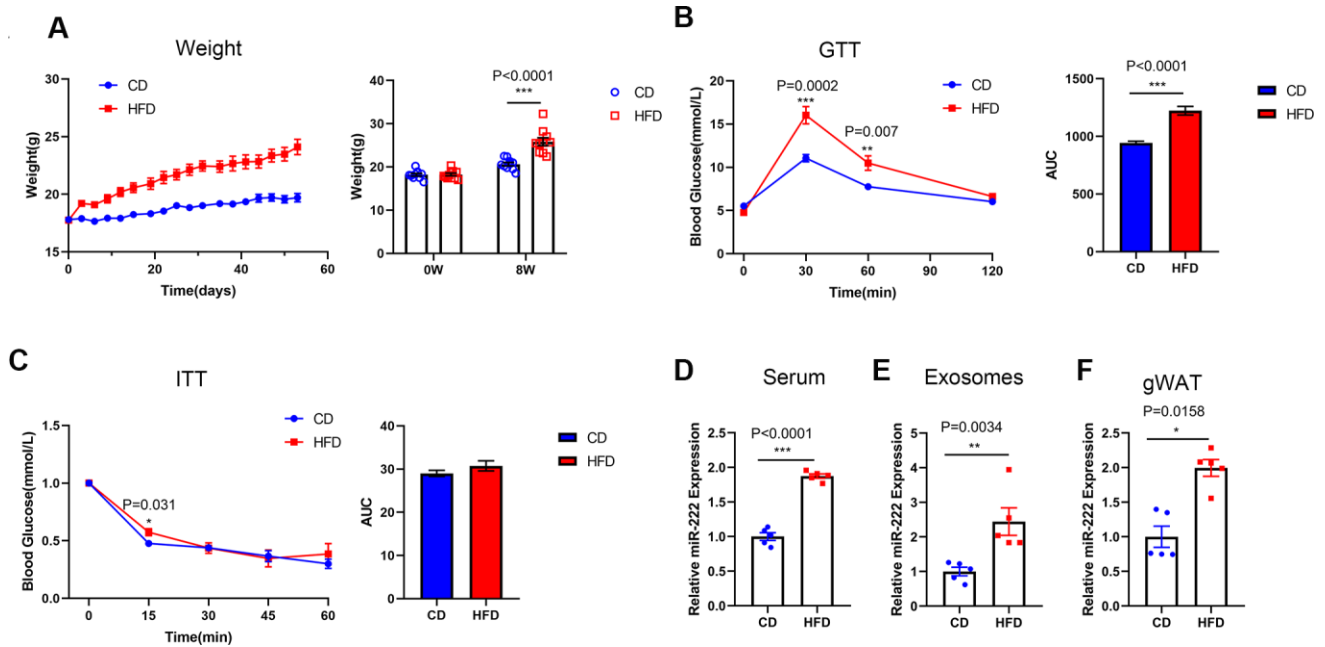 A
Weight
CD
HFD
Weight(g)
30
25
20
15
0
20
40
60
Time(days)
P<0.0001
***
CD
HFD
Weight(g)
40
30
20
10
0
0W
8W
B
GTT
CD
HFD
P=0.0002
***
P=0.007
**
Blood Glucose(mmol/L)
20
15
10
5
0
0
30
60
90
120
Time(min)
P<0.0001
***
CD
HFD
AUC
1500
1000
500
0
CD
HFD
C
ITT
CD
HFD
P=0.031
*
Blood Glucose(mmol/L)
1.5
1.0
0.5
0.0
0
15
30
45
60
Time(min)
CD
HFD
AUC
40
30
20
10
0
CD
HFD
D
Serum
P<0.0001
***
Relative miR-222 Expression
2.5
2.0
1.5
1.0
0.5
0.0
CD
HFD
E
Exosomes
P=0.0034
**
Relative miR-222 Expression
6
5
4
3
2
1
0
CD
HFD
F
gWAT
P=0.0158
*
Relative miR-222 Expression
2.5
2.0
1.5
1.0
0.5
0.0
CD
HFD